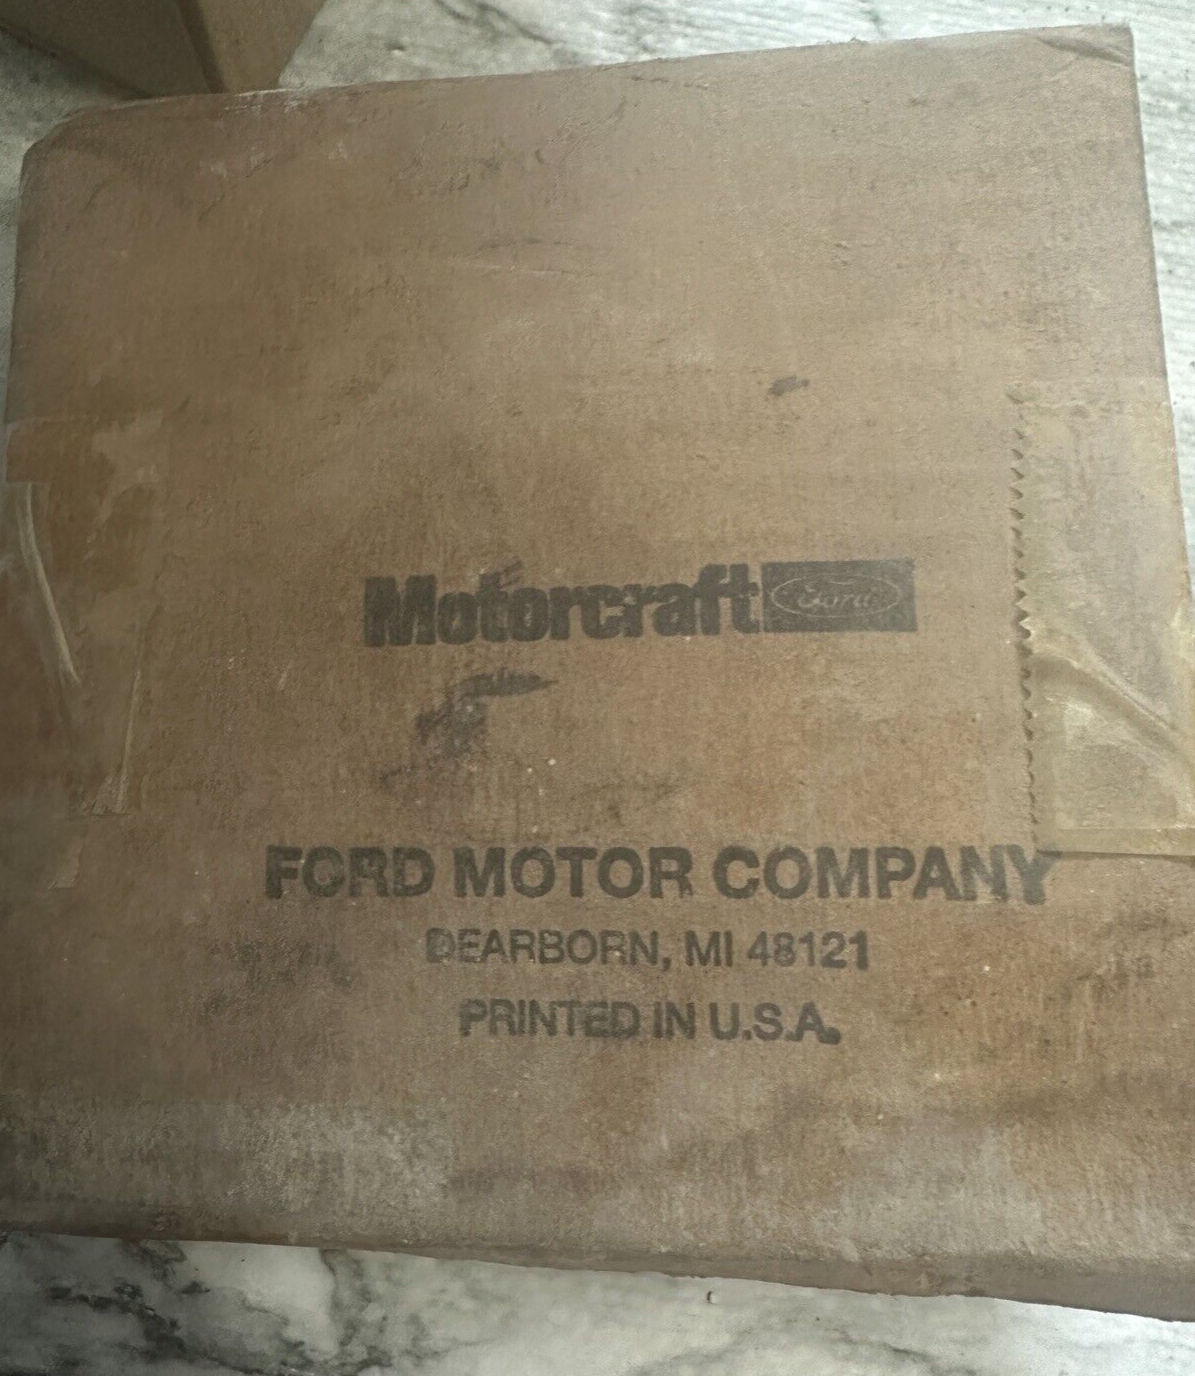 Motorcraft Ford
FORD MOTOR COMPANY
DEARBORN, MI 48121
PRINTED IN U.S.A.